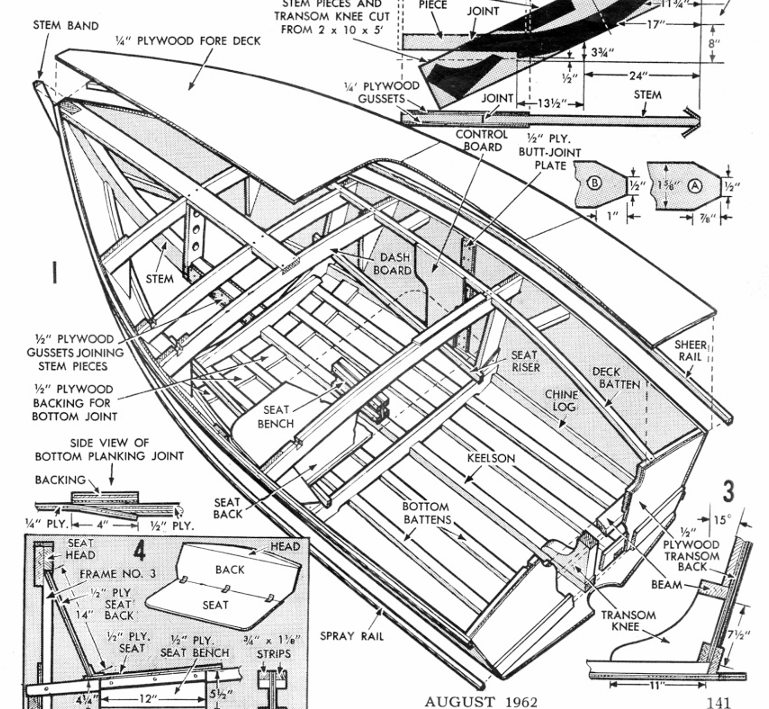 STEM PIECES AND
TRANSOM KNEE CUT
FROM 2 x 10 x 5'
PIECE
JOINT
11¾"
17"
8"
3¾"
½"
24"
13½"
STEM BAND
¼" PLYWOOD FORE DECK
¼' PLYWOOD
GUSSETS
JOINT
STEM
CONTROL
BOARD
½" PLY.
BUTT-JOINT
PLATE
B
½"
1"
1⅝"
A
½"
⅞"
1
STEM
DASH
BOARD
½" PLYWOOD
GUSSETS JOINING
STEM PIECES
½" PLYWOOD
BACKING FOR
BOTTOM JOINT
SEAT
RISER
SHEER
RAIL
DECK
BATTEN
CHINE
LOG
SEAT
BENCH
SIDE VIEW OF
BOTTOM PLANKING JOINT
BACKING
¼" PLY.
4"
½" PLY.
KEELSON
SEAT
BACK
BOTTOM
BATTENS
3
15°
½"
PLYWOOD
TRANSOM
BACK
BEAM
TRANSOM
KNEE
7½"
11"
4
SEAT
HEAD
FRAME NO. 3
½" PLY
SEAT
BACK
14"
HEAD
BACK
SEAT
½" PLY.
SEAT
½" PLY.
SEAT BENCH
¾" x 1⅞"
STRIPS
4¼"
12"
5½"
SPRAY RAIL
AUGUST 1962
141